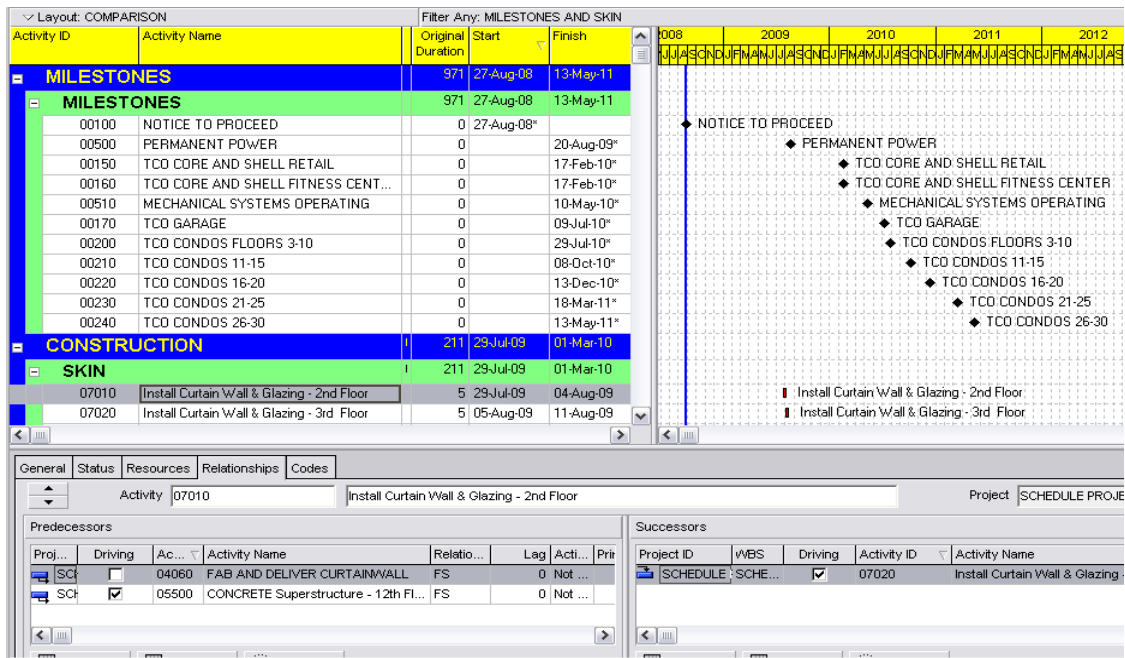 Layout: COMPARISON Filter Any: MILESTONES AND SKIN
Activity ID Activity Name Original Duration Start Finish 2009 2010 2011 2012
MILESTONES 971 27-Aug-08 13-May-11
MILESTONES 971 27-Aug-08 13-May-11
00100 NOTICE TO PROCEED 0 27-Aug-08* NOTICE TO PROCEED
00500 PERMANENT POWER 0 20-Aug-09* PERMANENT POWER
00150 TCO CORE AND SHELL RETAIL 0 17-Feb-10* TCO CORE AND SHELL RETAIL
00160 TCO CORE AND SHELL FITNESS CENT... 0 17-Feb-10* TCO CORE AND SHELL FITNESS CENTER
00510 MECHANICAL SYSTEMS OPERATING 0 10-May-10* MECHANICAL SYSTEMS OPERATING
00170 TCO GARAGE 0 09-Jul-10* TCO GARAGE
00200 TCO CONDOS FLOORS 3-10 0 29-Jul-10* TCO CONDOS FLOORS 3-10
00210 TCO CONDOS 11-15 0 08-Oct-10* TCO CONDOS 11-15
00220 TCO CONDOS 16-20 0 13-Dec-10* TCO CONDOS 16-20
00230 TCO CONDOS 21-25 0 18-Mar-11* TCO CONDOS 21-25
00240 TCO CONDOS 26-30 0 13-May-11* TCO CONDOS 26-30
CONSTRUCTION 211 29-Jul-09 01-Mar-10
SKIN 211 29-Jul-09 01-Mar-10
07010 Install Curtain Wall & Glazing - 2nd Floor 5 29-Jul-09 04-Aug-09 Install Curtain Wall & Glazing - 2nd Floor
07020 Install Curtain Wall & Glazing - 3rd Floor 5 05-Aug-09 11-Aug-09 Install Curtain Wall & Glazing - 3rd Floor
General Status Resources Relationships Codes
Activity 07010 Install Curtain Wall & Glazing - 2nd Floor Project SCHEDULE PROJE
Predecessors Successors
Proj... Driving Ac... Activity Name Relatio... Lag Acti... Prir Project ID WBS Driving Activity ID Activity Name
SCH 04060 FAB AND DELIVER CURTAINWALL FS 0 Not ... SCHEDULE SCHE... 07020 Install Curtain Wall & Glazing -
SCH 05500 CONCRETE Superstructure - 12th Fl... FS 0 Not ...